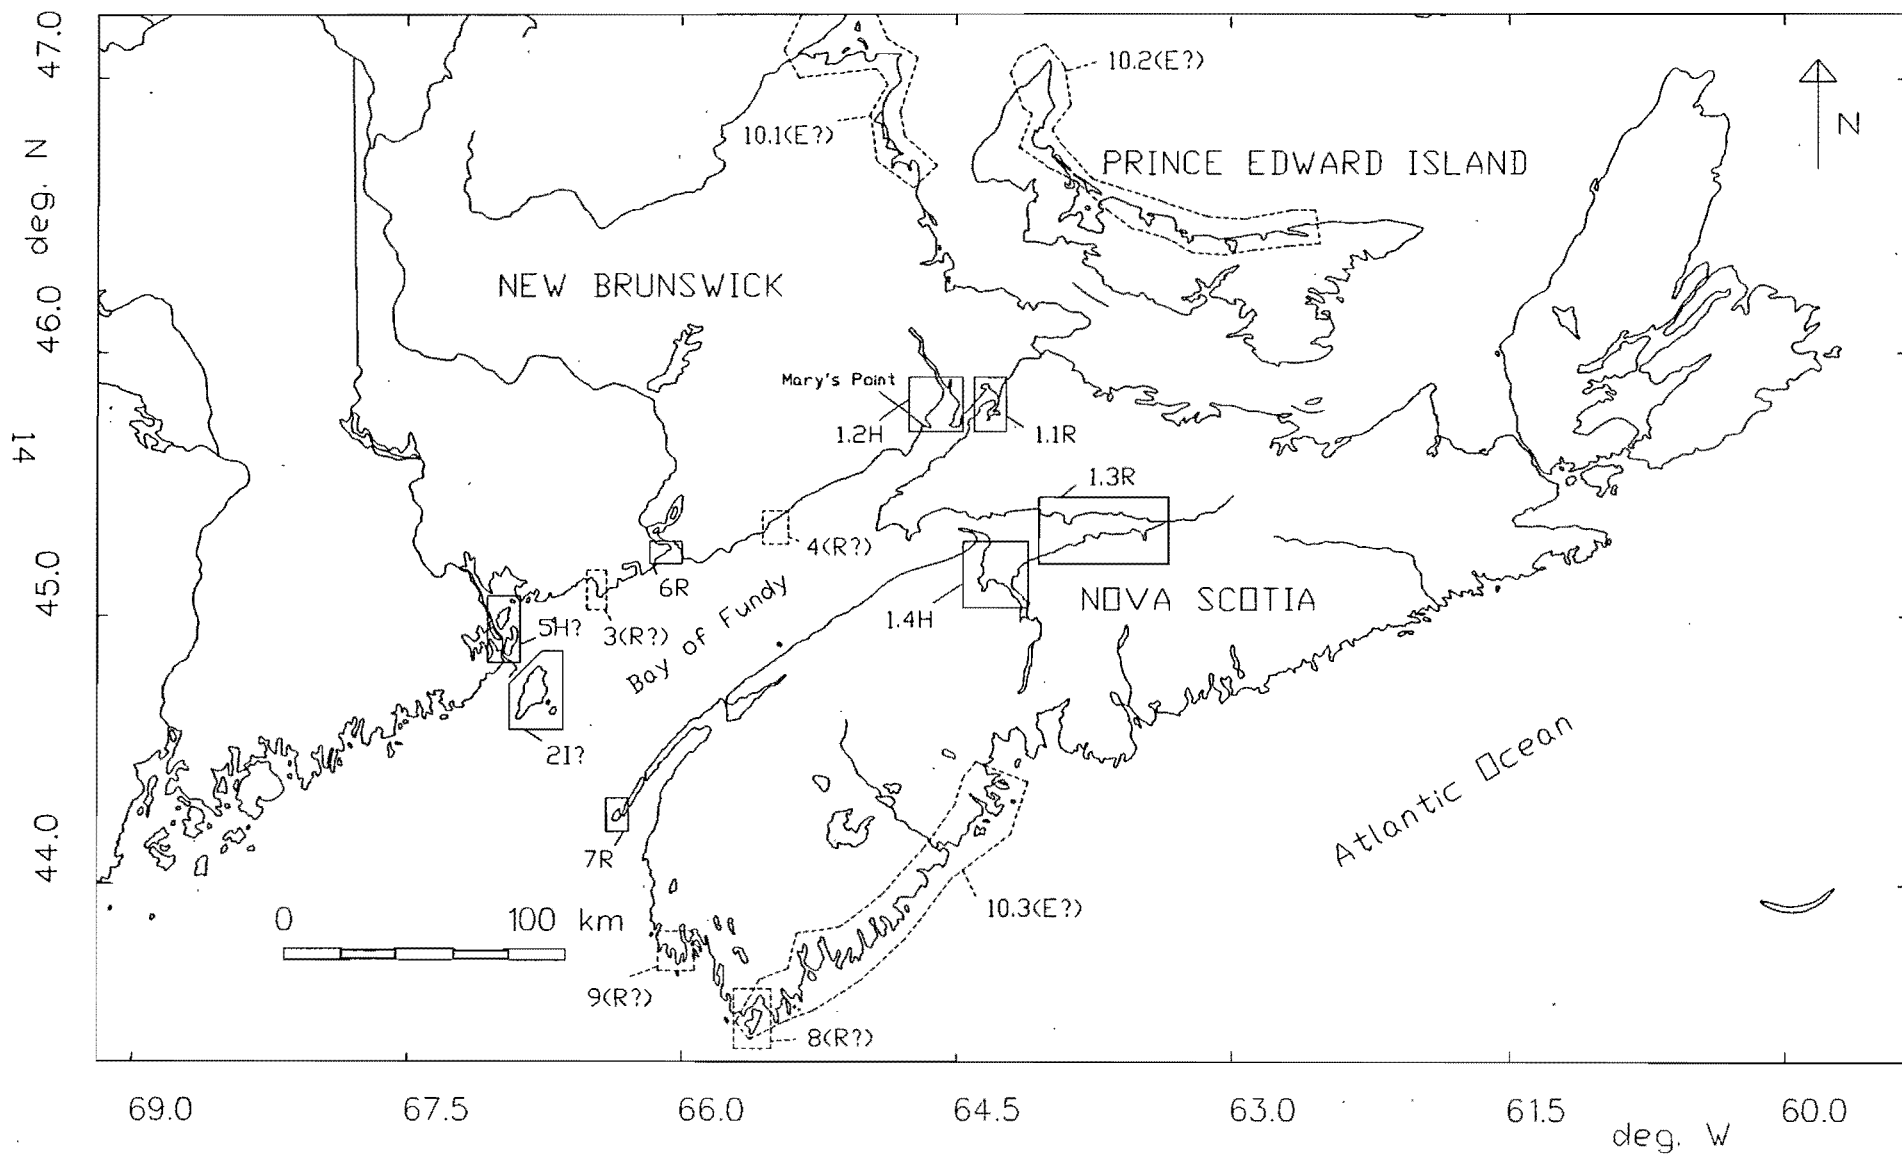 47.0
10.2(E?)
N
10.1(E?)
PRINCE EDWARD ISLAND
deg. N
NEW BRUNSWICK
46.0
Mary's Point
1.2H
1.1R
14
1.3R
4(R?)
45.0
6R
NOVA SCOTIA
5H?
3(R?)
1.4H
Bay of Fundy
2I?
Atlantic Ocean
44.0
7R
0 100 km
10.3(E?)
9(R?)
8(R?)
69.0 67.5 66.0 64.5 63.0 61.5 60.0
deg. W